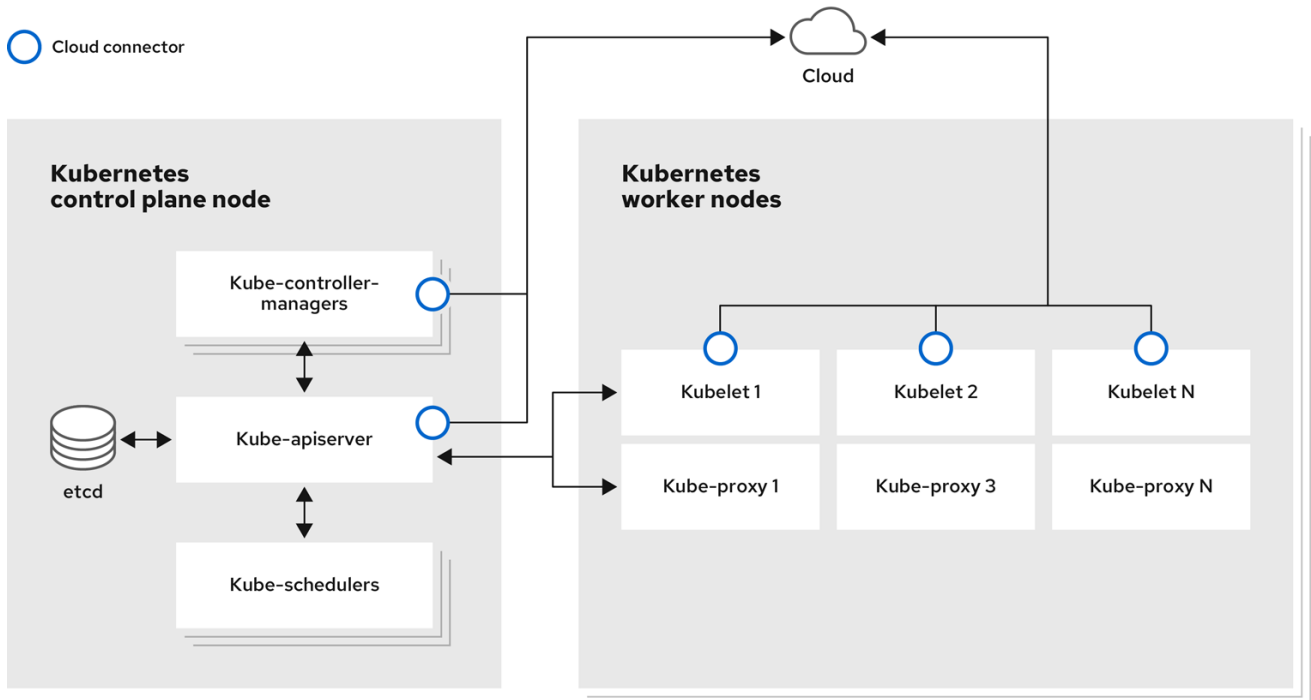 Cloud connector
Cloud
Kubernetes
control plane node
Kube-controller-
managers
Kube-apiserver
etcd
Kube-schedulers
Kubernetes
worker nodes
Kubelet 1
Kubelet 2
Kubelet N
Kube-proxy 1
Kube-proxy 3
Kube-proxy N